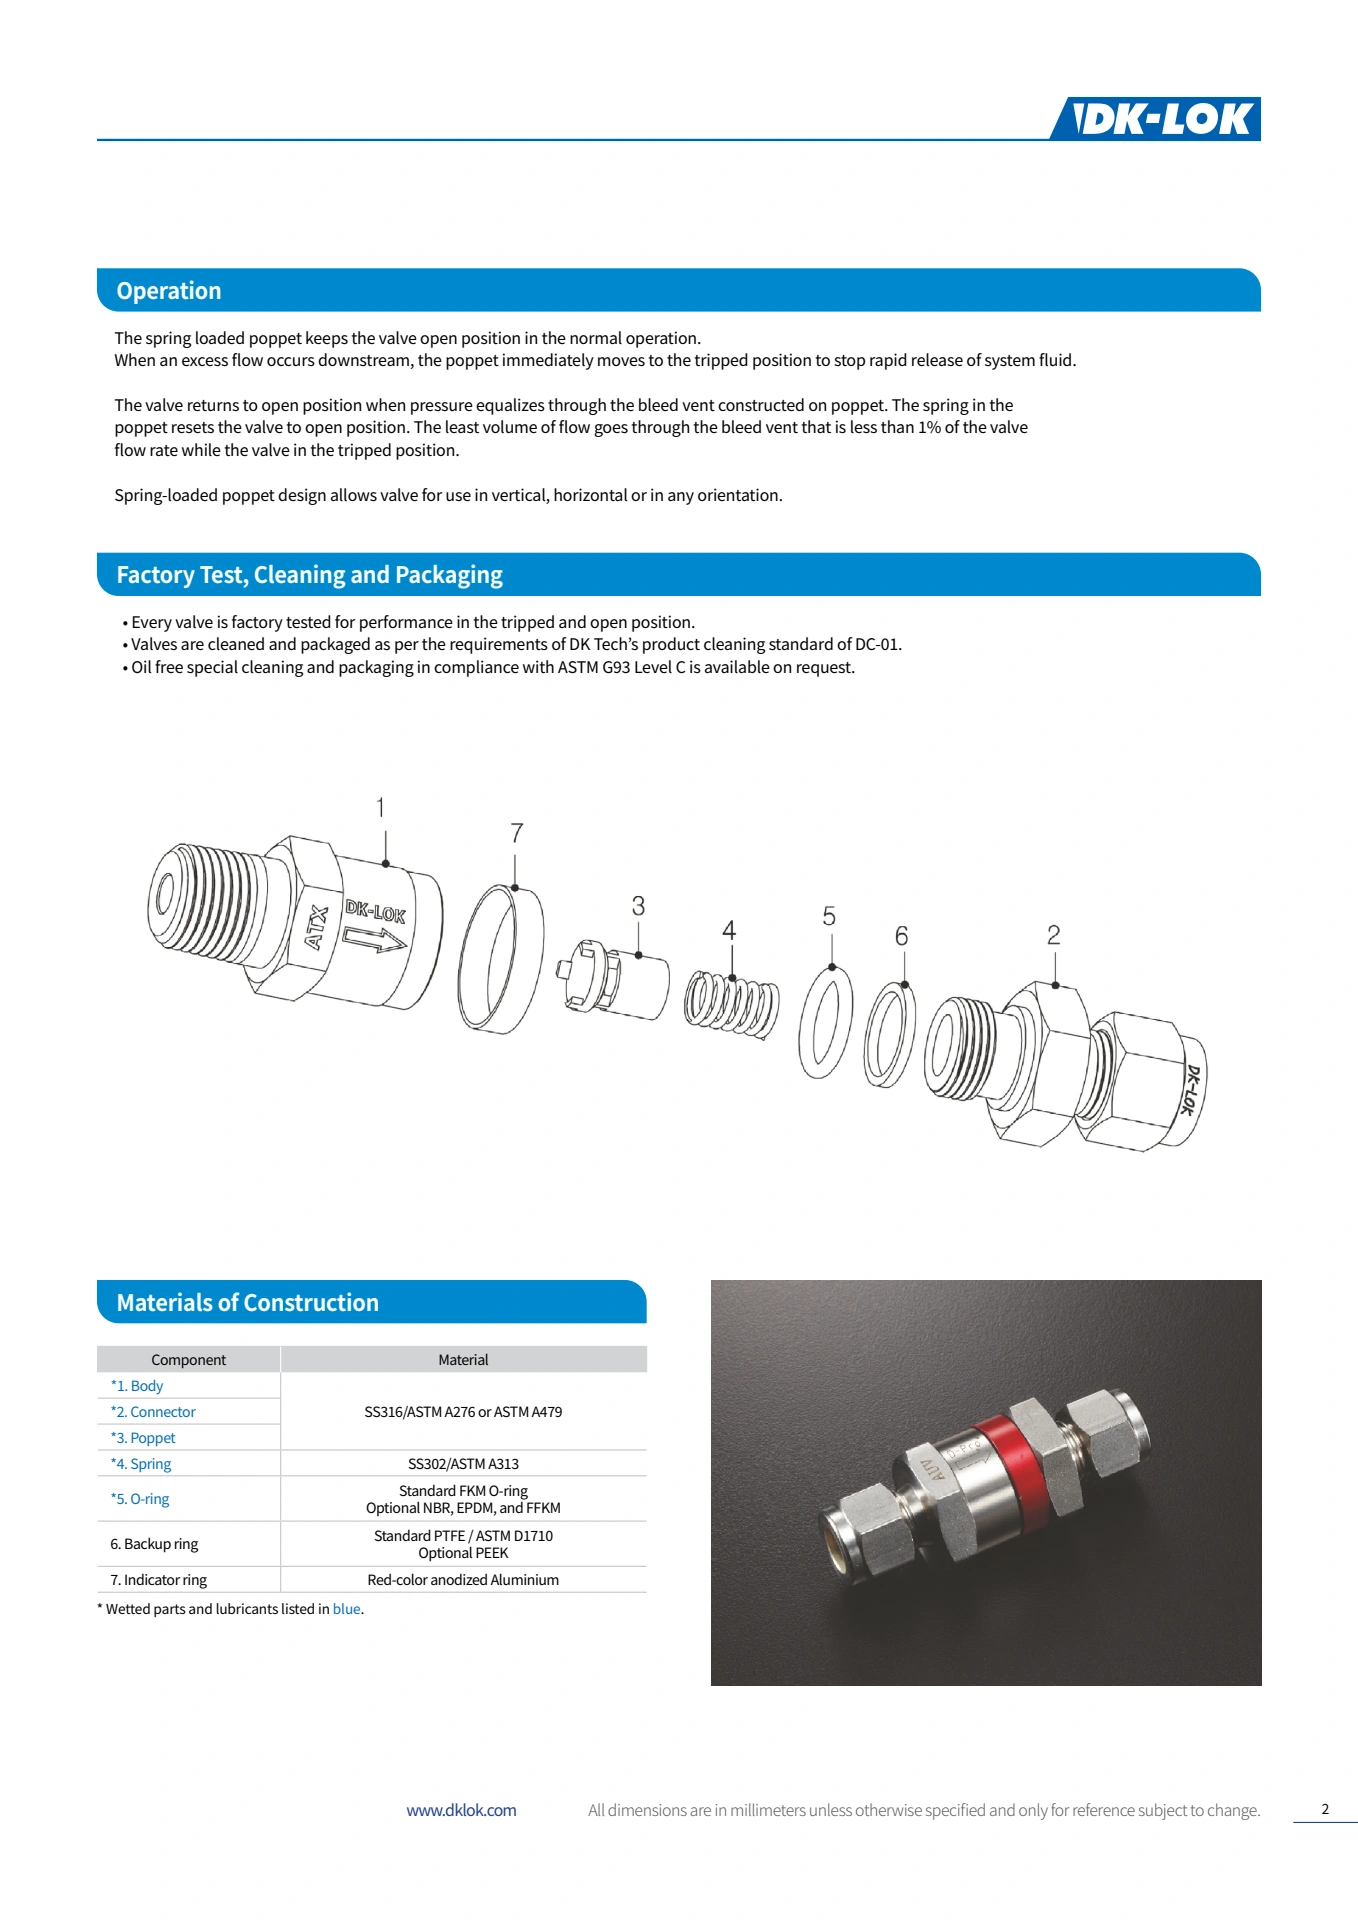 DK-LOK
Operation
The spring loaded poppet keeps the valve open position in the normal operation.
When an excess flow occurs downstream, the poppet immediately moves to the tripped position to stop rapid release of system fluid.
The valve returns to open position when pressure equalizes through the bleed vent constructed on poppet. The spring in the
poppet resets the valve to open position. The least volume of flow goes through the bleed vent that is less than 1% of the valve
flow rate while the valve in the tripped position.
Spring-loaded poppet design allows valve for use in vertical, horizontal or in any orientation.
Factory Test, Cleaning and Packaging
• Every valve is factory tested for performance in the tripped and open position.
• Valves are cleaned and packaged as per the requirements of DK Tech’s product cleaning standard of DC-01.
• Oil free special cleaning and packaging in compliance with ASTM G93 Level C is available on request.
1
7
3
4
5
6
2
ATX
DK-LOK
DK-LOK
Materials of Construction
Component Material
*1. Body
*2. Connector SS316/ASTM A276 or ASTM A479
*3. Poppet
*4. Spring SS302/ASTM A313
*5. O-ring Standard FKM O-ring
Optional NBR, EPDM, and FFKM
6. Backup ring Standard PTFE / ASTM D1710
Optional PEEK
7. Indicator ring Red-color anodized Aluminium
* Wetted parts and lubricants listed in blue.
D-Pro
www.dklok.com All dimensions are in millimeters unless otherwise specified and only for reference subject to change. 2